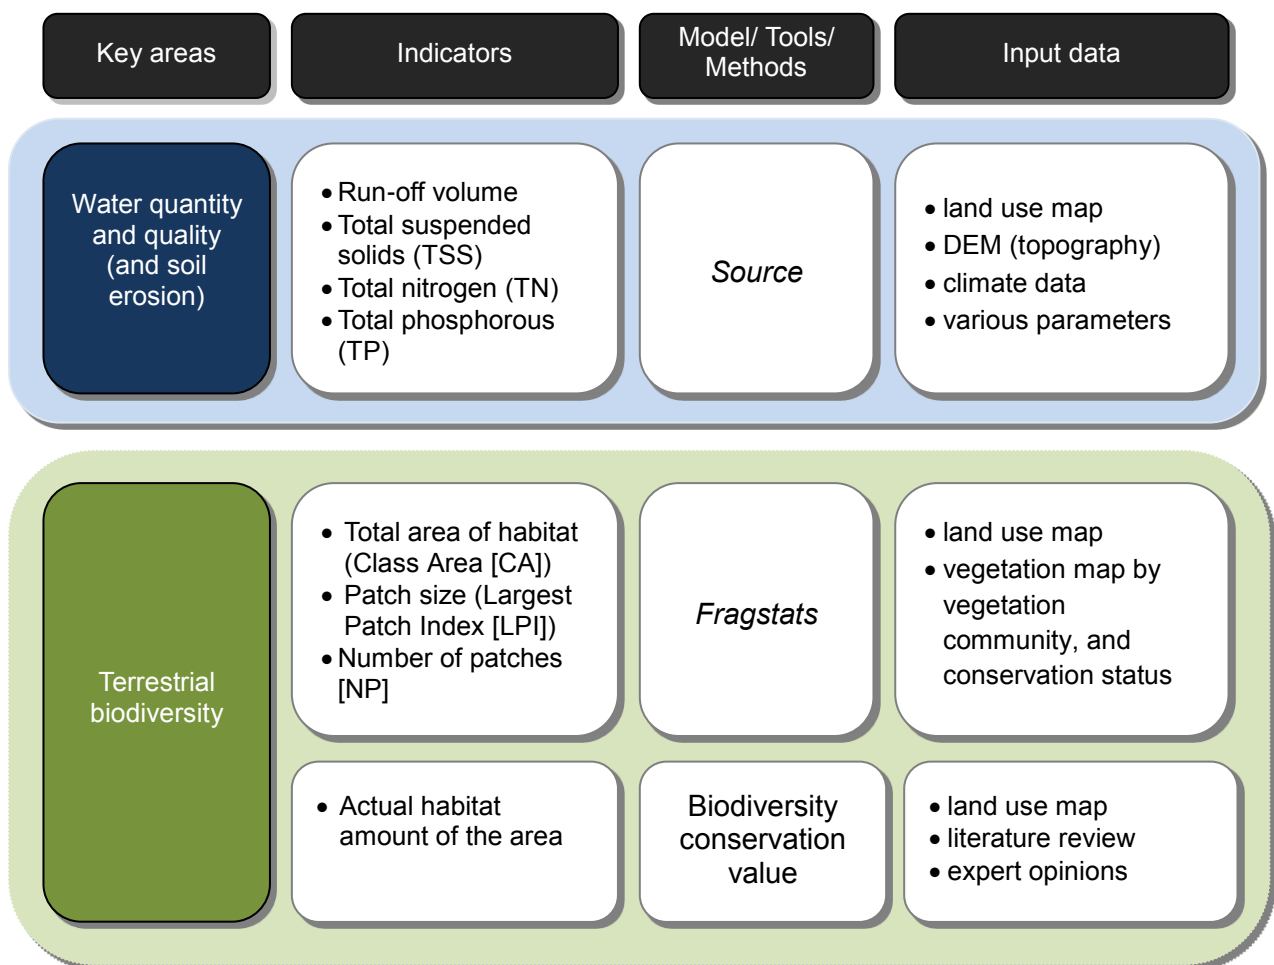 Key areas
Indicators
Model/ Tools/
Methods
Input data
Water quantity
and quality
(and soil
erosion)
• Run-off volume
• Total suspended
solids (TSS)
• Total nitrogen (TN)
• Total phosphorous
(TP)
Source
• land use map
• DEM (topography)
• climate data
• various parameters
Terrestrial
biodiversity
• Total area of habitat
(Class Area [CA])
• Patch size (Largest
Patch Index [LPI])
• Number of patches
[NP]
Fragstats
• land use map
• vegetation map by
vegetation
community, and
conservation status
• Actual habitat
amount of the area
Biodiversity
conservation
value
• land use map
• literature review
• expert opinions